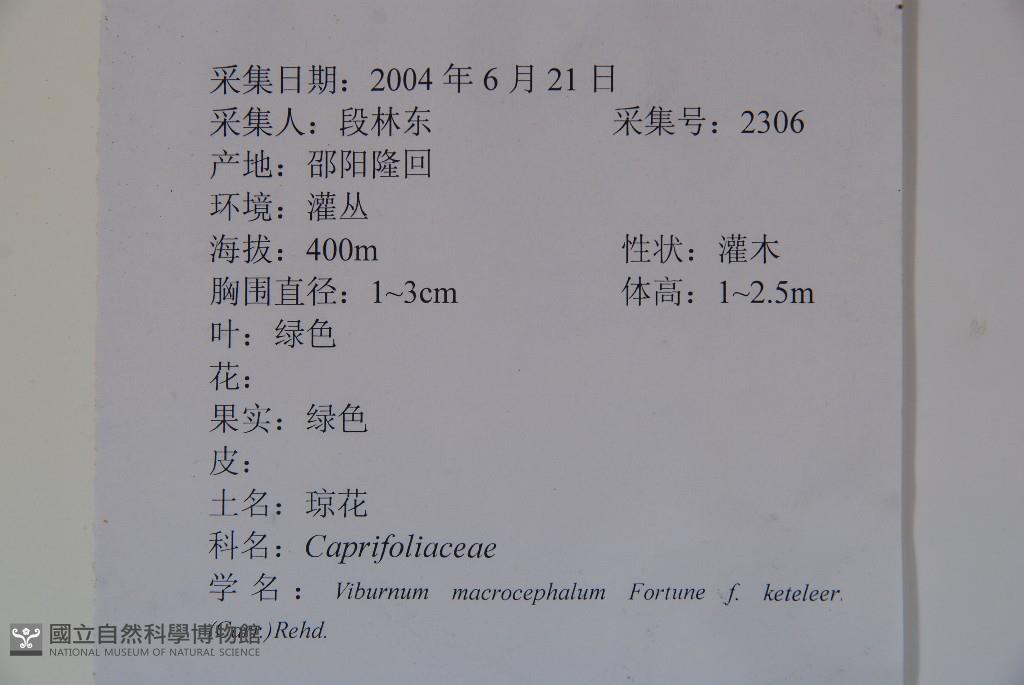 采集日期：2004 年 6 月 21 日
采集人：段林东 采集号：2306
产地：邵阳隆回
环境：灌丛
海拔：400m 性状：灌木
胸围直径：1~3cm 体高：1~2.5m
叶：绿色
花：
果实：绿色
皮：
土名：琼花
科名：Caprifoliaceae
学名：Viburnum macrocephalum Fortune f. keteleer.
(Carr.)Rehd.
國立自然科學博物館
NATIONAL MUSEUM OF NATURAL SCIENCE